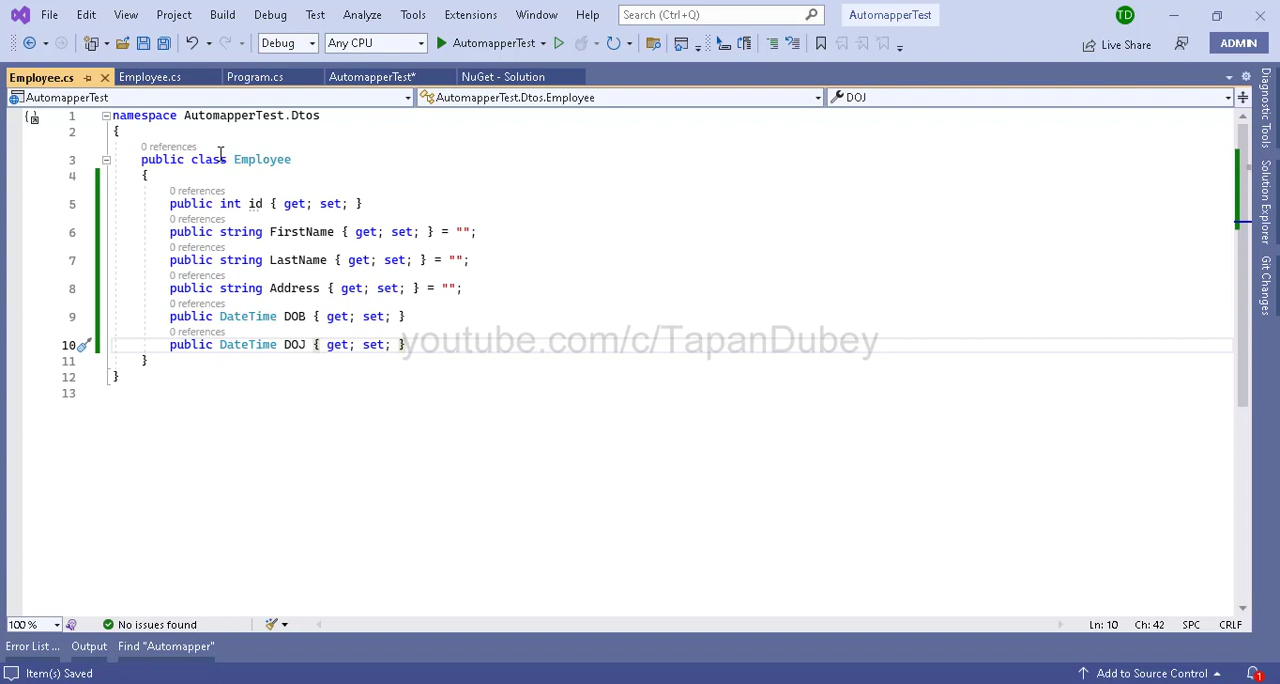 File Edit View Project Build Debug Test Analyze Tools Extensions Window Help Search (Ctrl+Q) AutomapperTest TD
Debug Any CPU AutomapperTest Live Share ADMIN
Employee.cs Employee.cs Program.cs AutomapperTest* NuGet - Solution
AutomapperTest AutomapperTest.Dtos.Employee DOJ
1 namespace AutomapperTest.Dtos
2 {
0 references
3 public class Employee
4 {
0 references
5 public int id { get; set; }
0 references
6 public string FirstName { get; set; } = "";
0 references
7 public string LastName { get; set; } = "";
0 references
8 public string Address { get; set; } = "";
0 references
9 public DateTime DOB { get; set; }
0 references
10 public DateTime DOJ { get; set; }
youtube.com/c/TapanDubey
11 }
12 }
13
Diagnostic Tools
Solution Explorer
Git Changes
100 % No issues found Ln: 10 Ch: 42 SPC CRLF
Error List ... Output Find "Automapper"
Item(s) Saved Add to Source Control 1